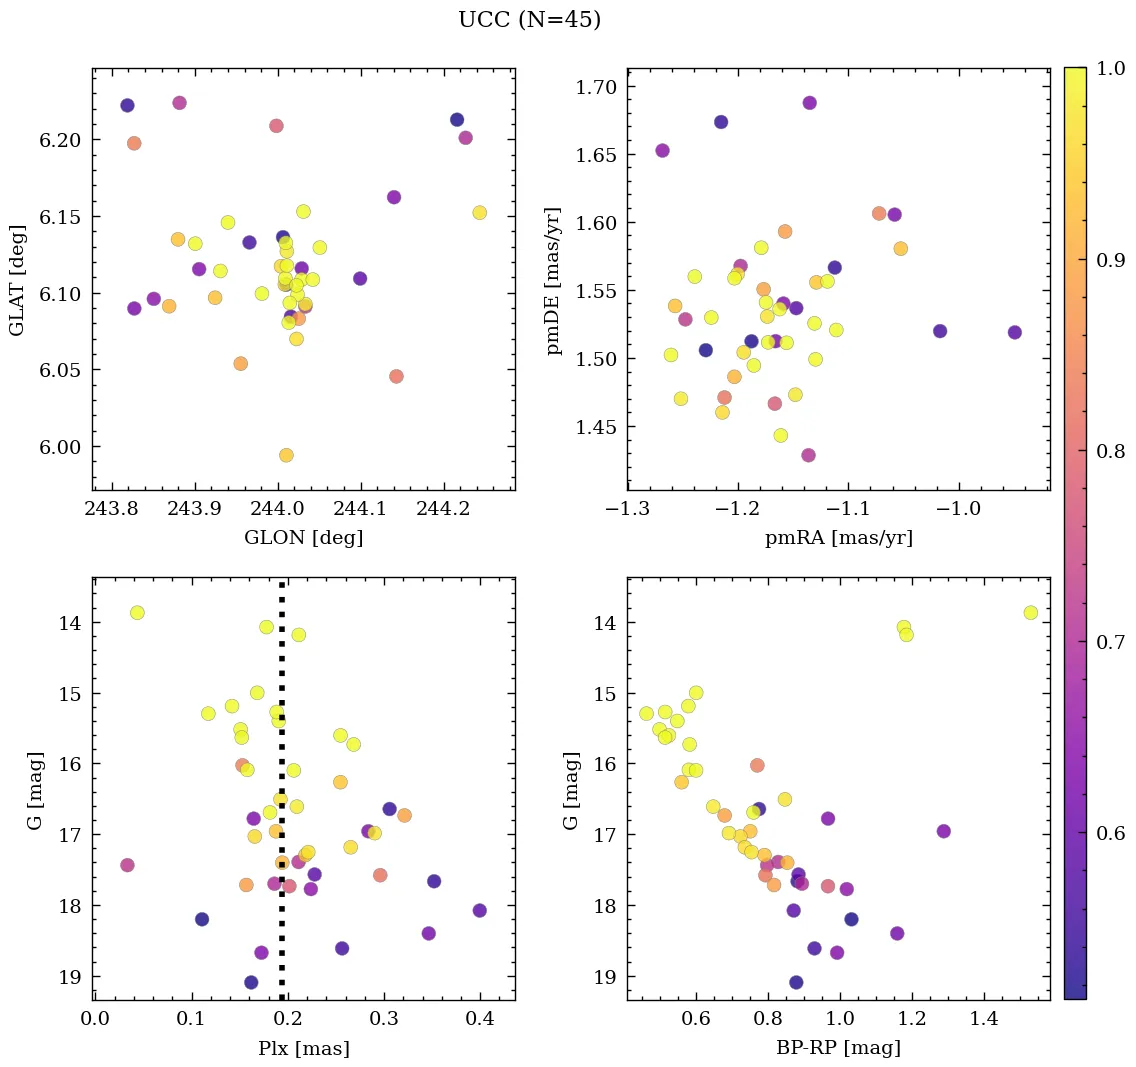 UCC (N=45)
6.20
6.15
6.10
6.05
6.00
GLAT [deg]
243.8 243.9 244.0 244.1 244.2
GLON [deg]
1.70
1.65
1.60
1.55
1.50
1.45
pmDE [mas/yr]
−1.3 −1.2 −1.1 −1.0
pmRA [mas/yr]
1.0
0.9
0.8
0.7
0.6
14
15
16
17
18
19
G [mag]
0.0 0.1 0.2 0.3 0.4
Plx [mas]
14
15
16
17
18
19
G [mag]
0.6 0.8 1.0 1.2 1.4
BP-RP [mag]